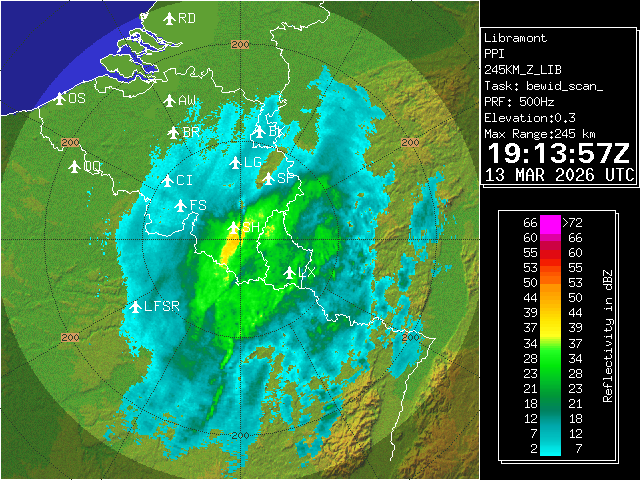 Libramont
PPI
245KM_Z_LIB
Task: bewid_scan_
PRF: 500Hz
Elevation:0.3
Max Range:245 km
19:13:57Z
13 MAR 2026 UTC
RD
200
OS
AW
BR
200
200
LG
CI
SP
FS
SH
LX
LFSR
200
200
200
66 >72
60 66
55 60
53 55
50 53
44 50
39 44
37 39
34 37
28 34
23 28
21 23
18 21
12 18
7 12
2 7
Reflectivity in dBZ